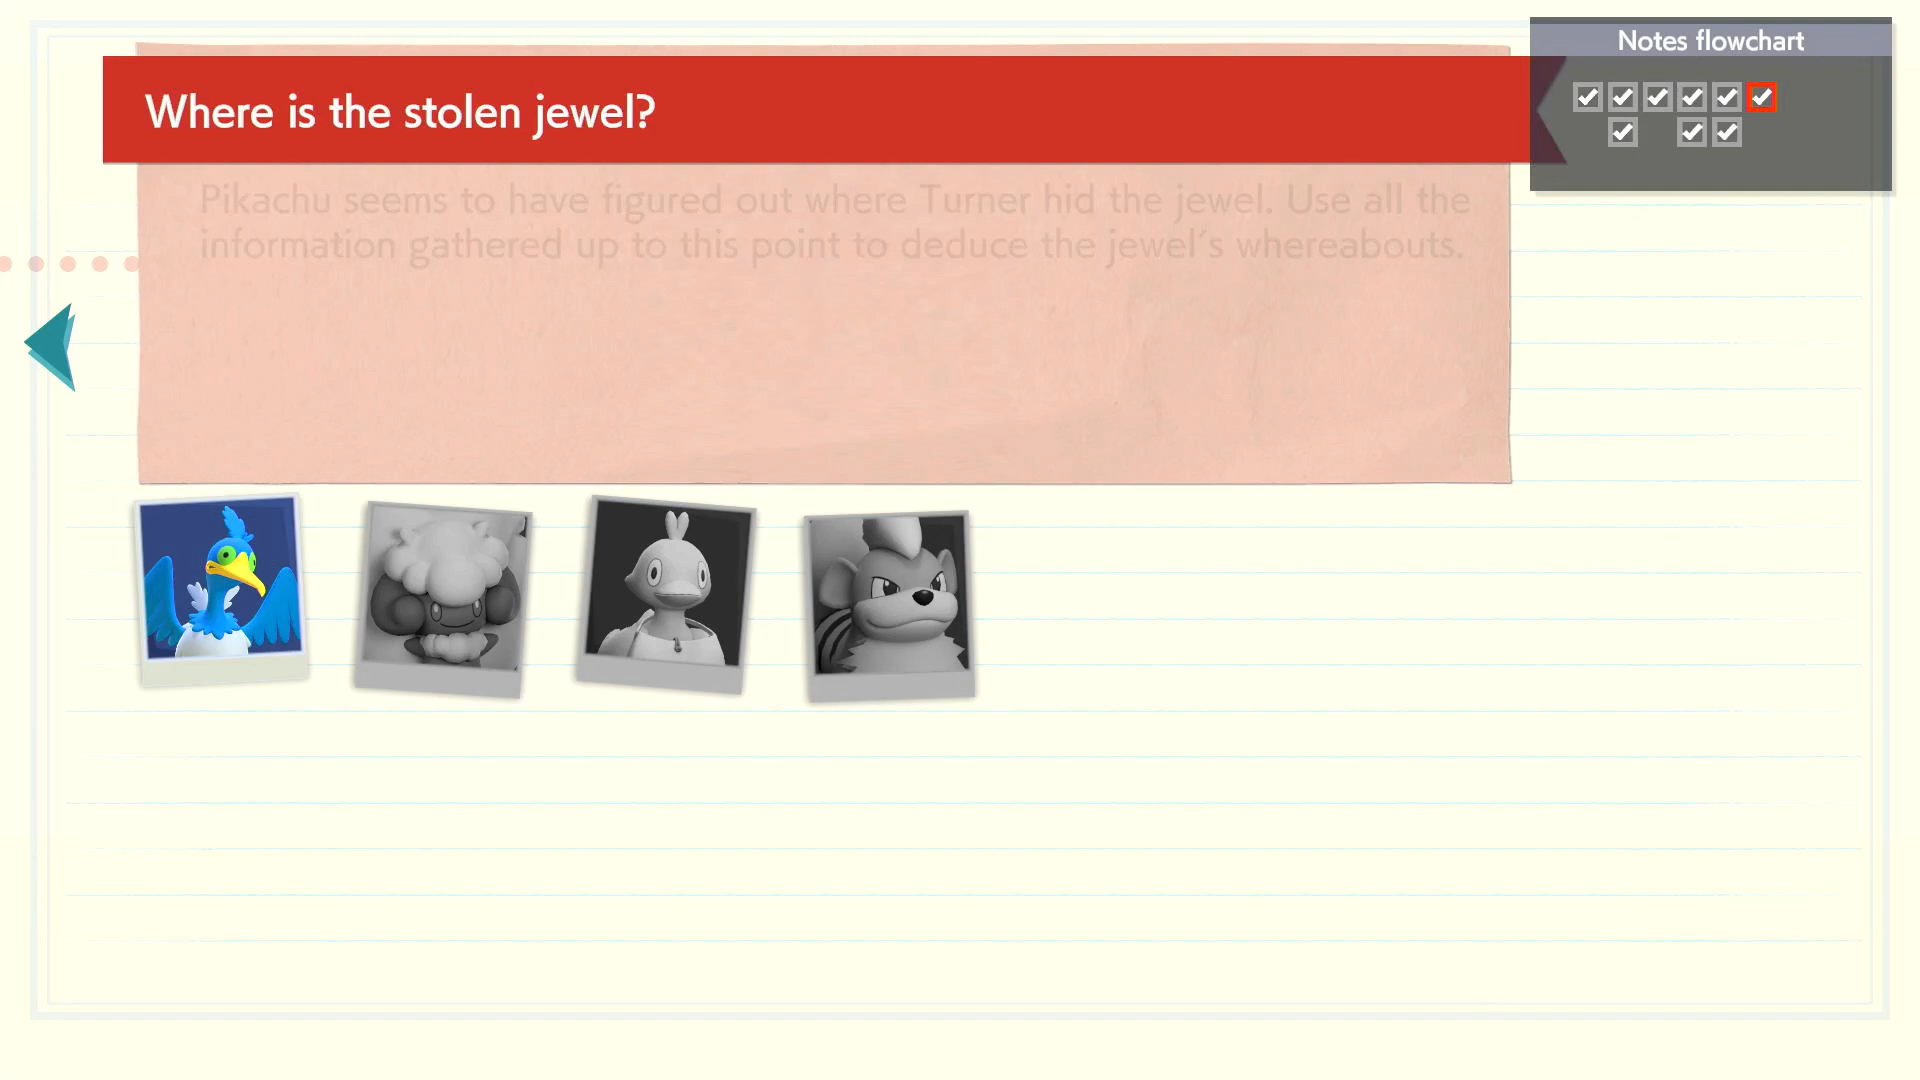 Notes flowchart
Where is the stolen jewel?
Pikachu seems to have figured out where Turner hid the jewel. Use all the
information gathered up to this point to deduce the jewel's whereabouts.